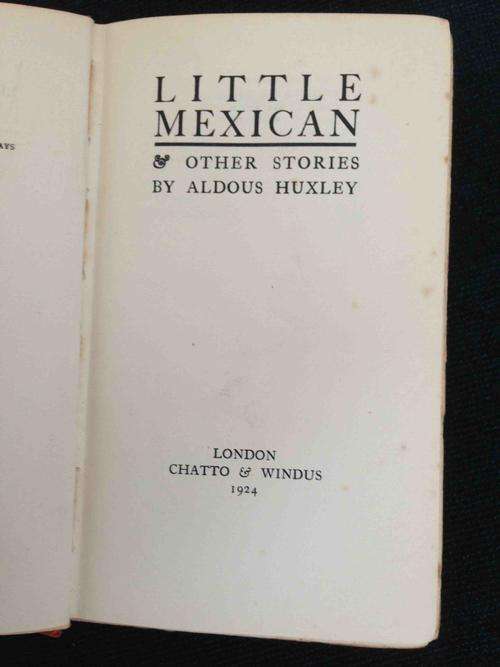 LITTLE
MEXICAN
& OTHER STORIES
BY ALDOUS HUXLEY
LONDON
CHATTO & WINDUS
1924